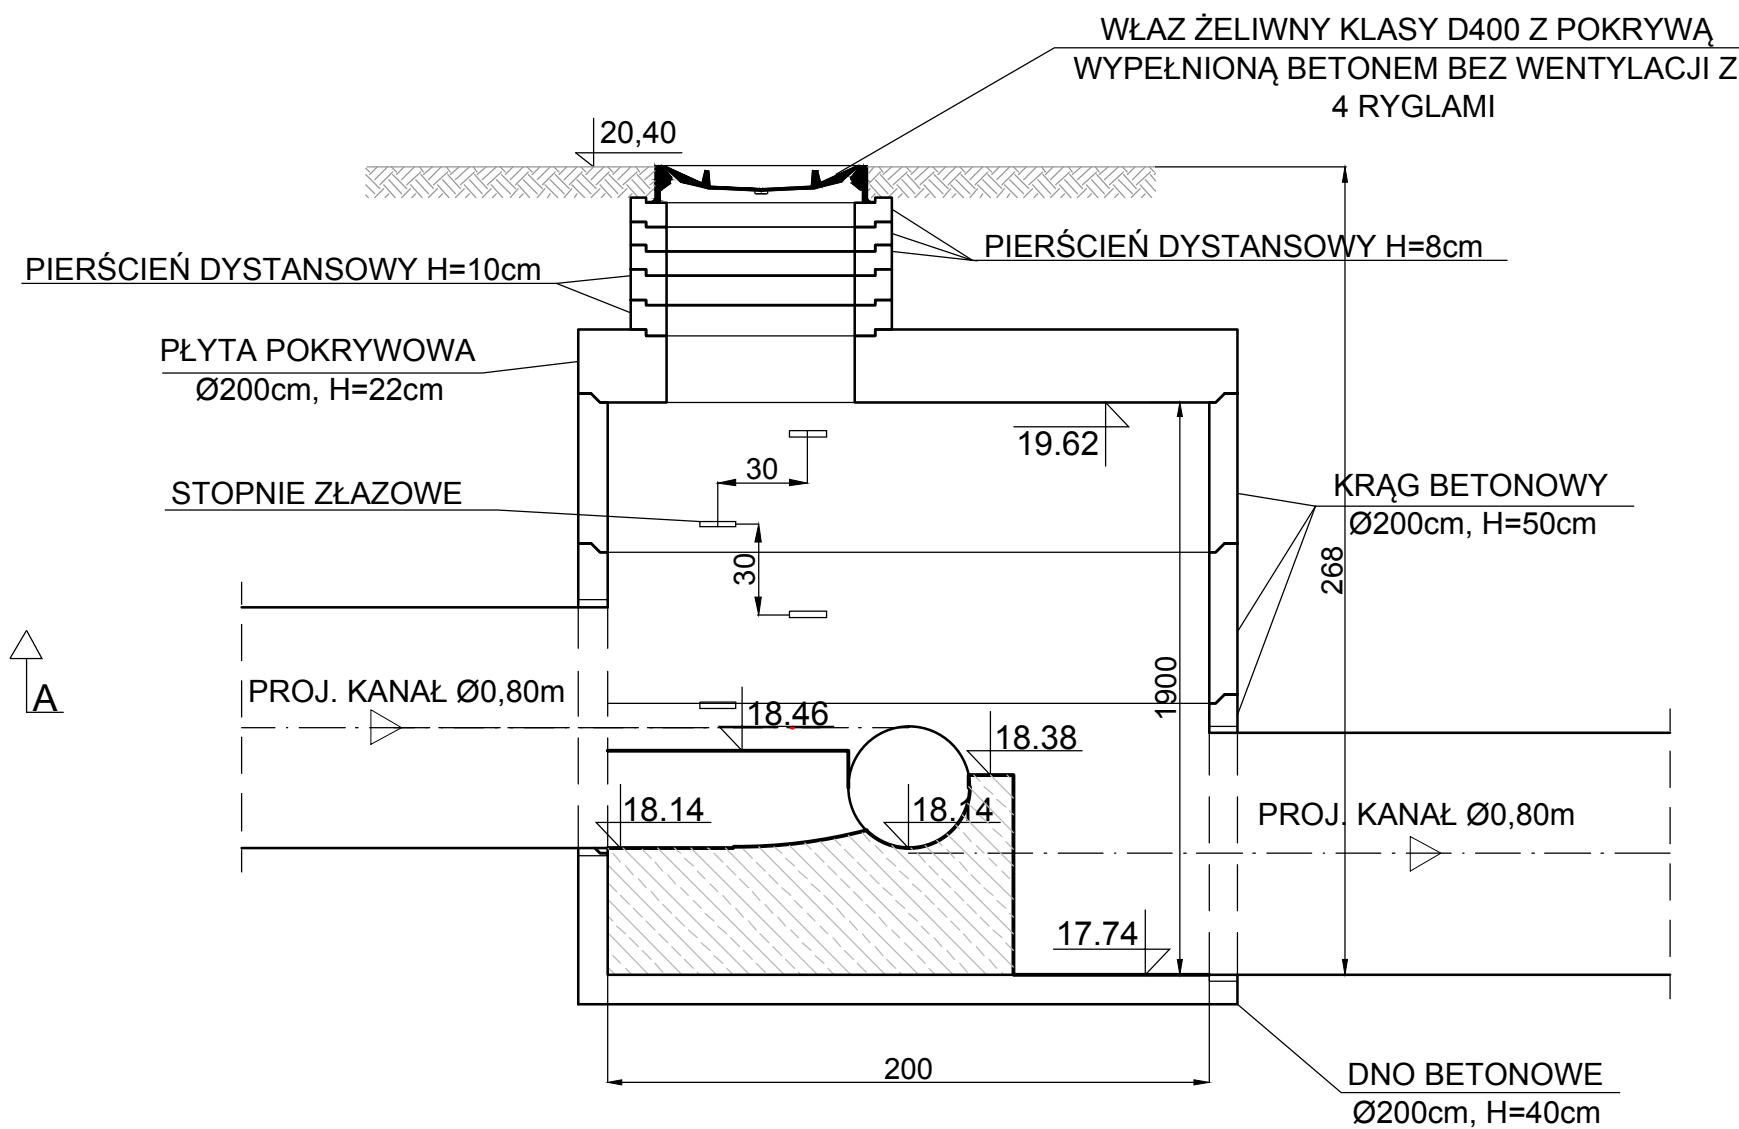 WŁAZ ŻELIWNY KLASY D400 Z POKRYWĄ
WYPEŁNIONĄ BETONEM BEZ WENTYLACJI Z
4 RYGLAMI
20,40
PIERŚCIEŃ DYSTANSOWY H=8cm
PIERŚCIEŃ DYSTANSOWY H=10cm
PŁYTA POKRYWOWA
Ø200cm, H=22cm
19.62
30
STOPNIE ZŁAZOWE
KRĄG BETONOWY
Ø200cm, H=50cm
30
268
A
PROJ. KANAŁ Ø0,80m
1900
18.46
18.38
18.14
18.14
PROJ. KANAŁ Ø0,80m
17.74
200
DNO BETONOWE
Ø200cm, H=40cm